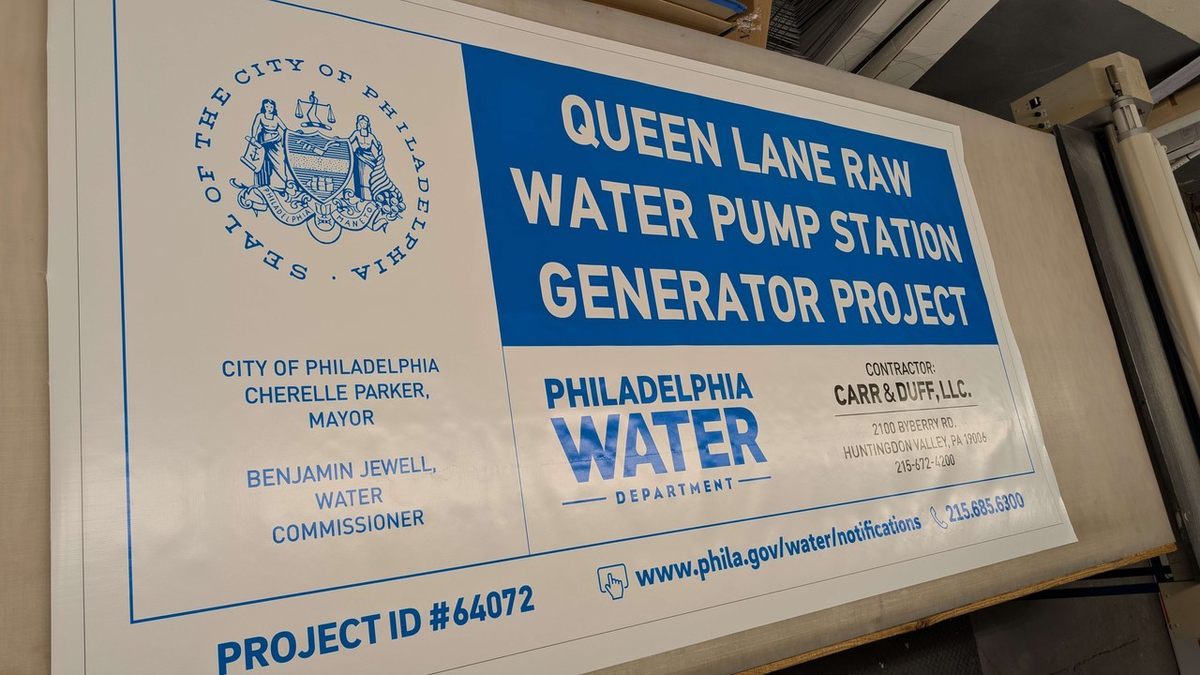 SEAL OF THE CITY OF PHILADELPHIA
CITY OF PHILADELPHIA
CHERELLE PARKER,
MAYOR
BENJAMIN JEWELL,
WATER
COMMISSIONER
QUEEN LANE RAW
WATER PUMP STATION
GENERATOR PROJECT
PHILADELPHIA
WATER
DEPARTMENT
CONTRACTOR:
CARR & DUFF, LLC.
2100 BYBERRY RD.
HUNTINGDON VALLEY, PA 19006
215-672-4200
PROJECT ID #64072
www.phila.gov/water/notifications
215.685.6300